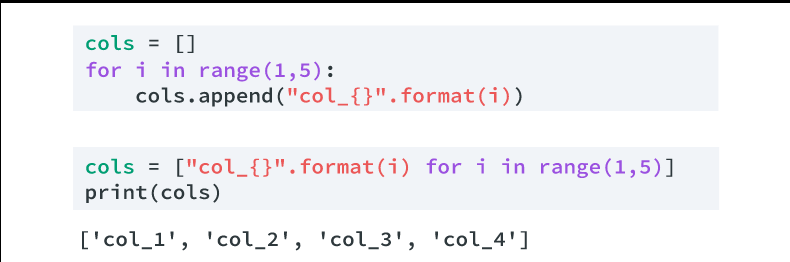 cols = []
for i in range(1,5):
    cols.append("col_{}".format(i))
cols = ["col_{}".format(i) for i in range(1,5)]
print(cols)
['col_1', 'col_2', 'col_3', 'col_4']